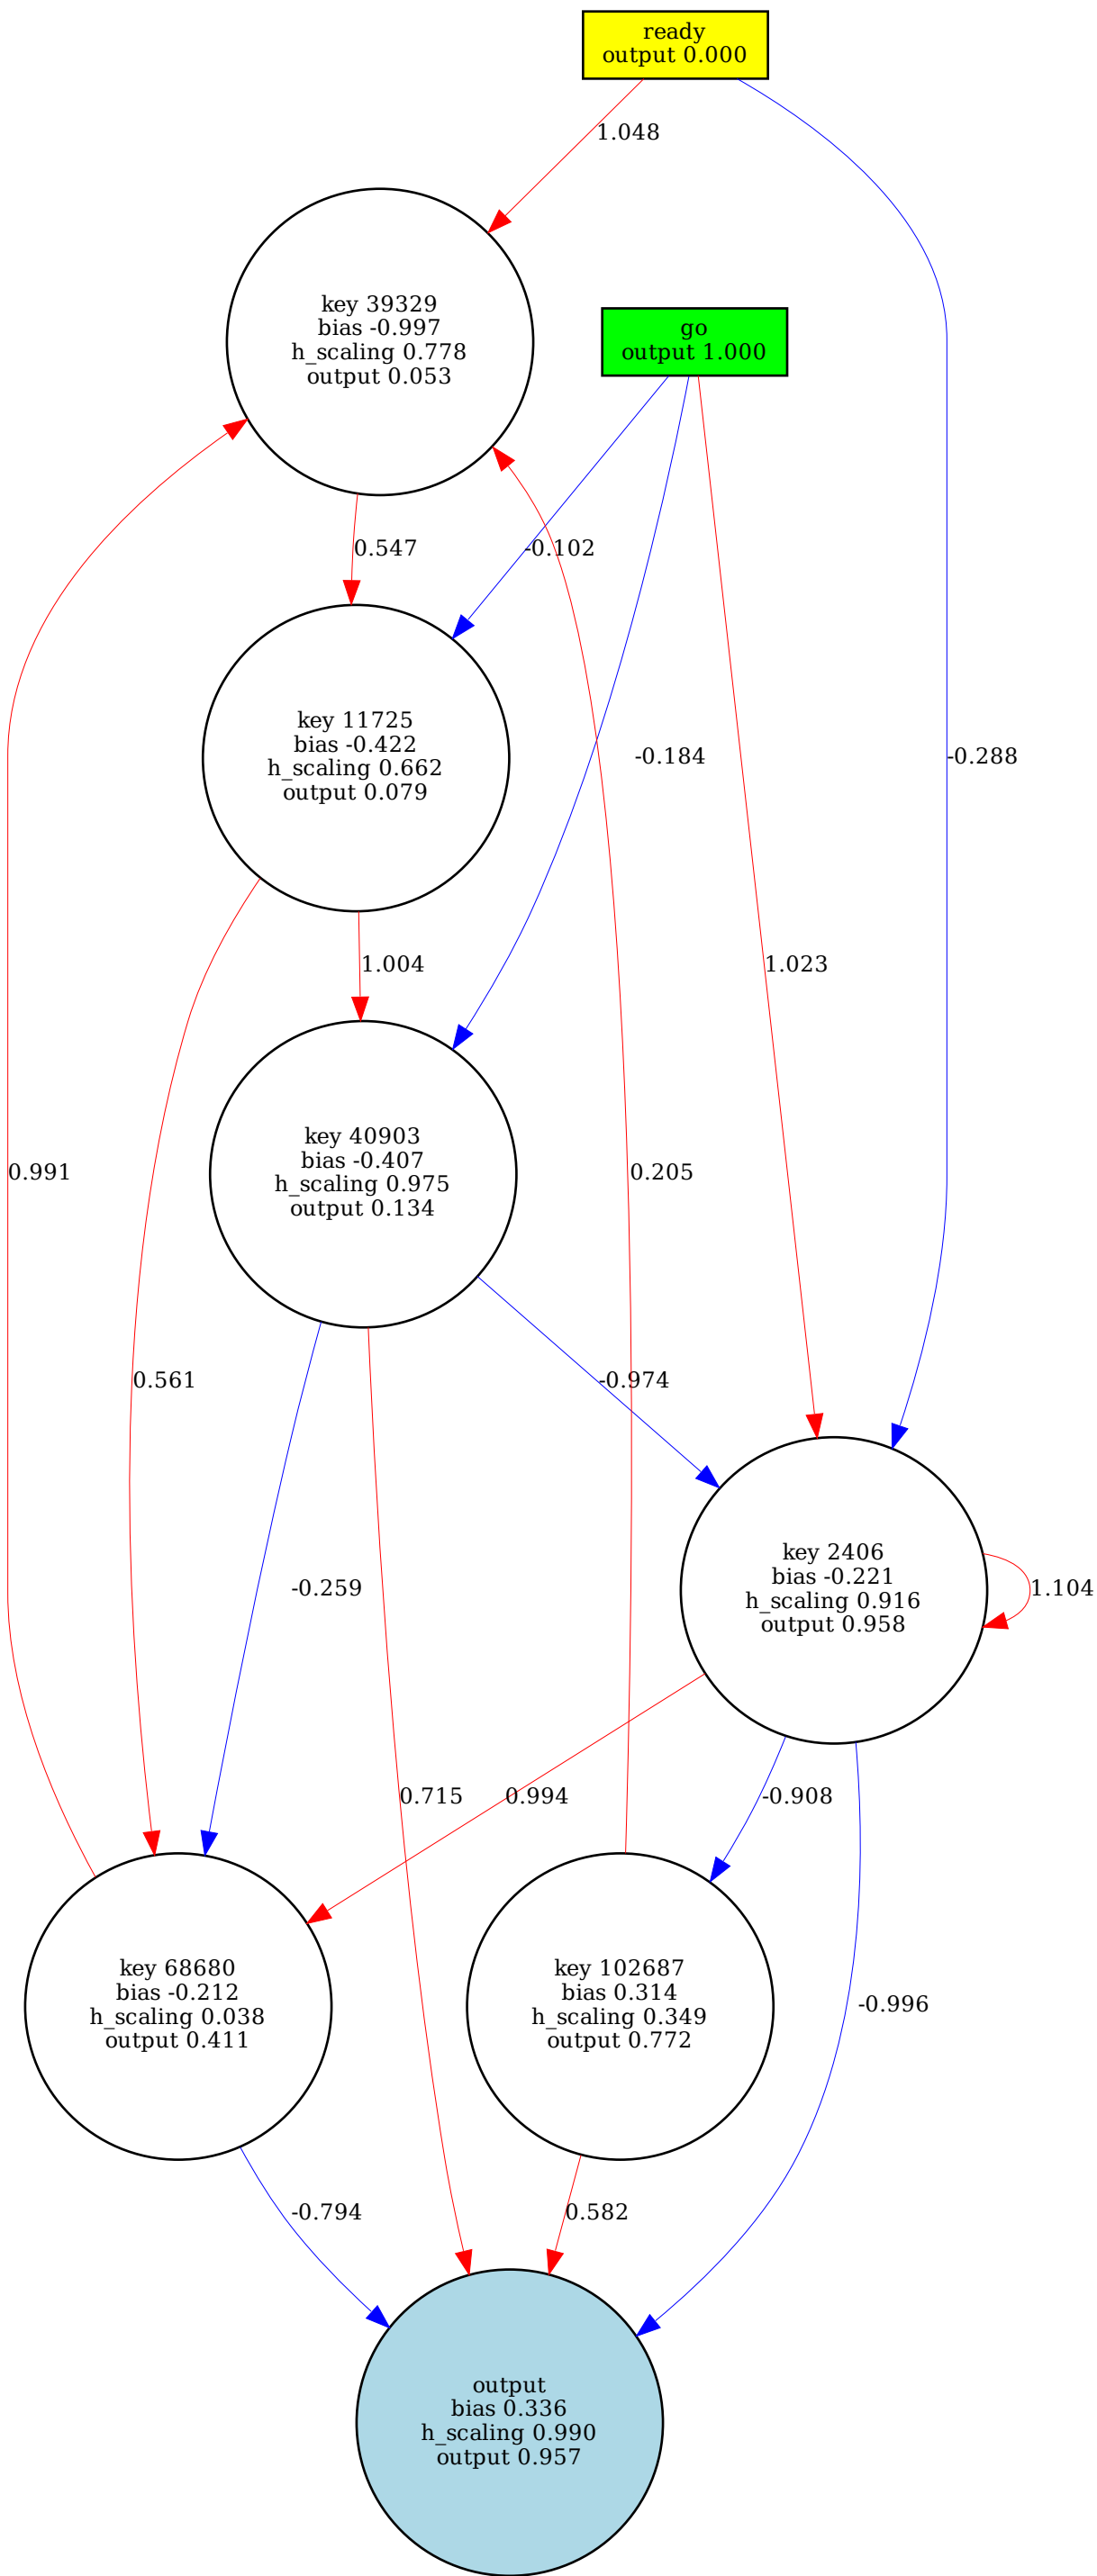 ready
output 0.000
1.048
key 39329
bias -0.997
h_scaling 0.778
output 0.053
go
output 1.000
0.547
-0.102
key 11725
bias -0.422
h_scaling 0.662
output 0.079
-0.184
-0.288
1.004
1.023
key 40903
bias -0.407
h_scaling 0.975
output 0.134
0.991
0.205
0.561
-0.974
key 2406
bias -0.221
h_scaling 0.916
output 0.958
-0.259
1.104
0.715
0.994
-0.908
key 68680
bias -0.212
h_scaling 0.038
output 0.411
key 102687
bias 0.314
h_scaling 0.349
output 0.772
-0.996
-0.794
0.582
output
bias 0.336
h_scaling 0.990
output 0.957